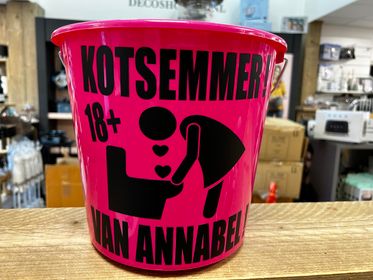 KOTSEMMER!
18+
VAN ANNABEL